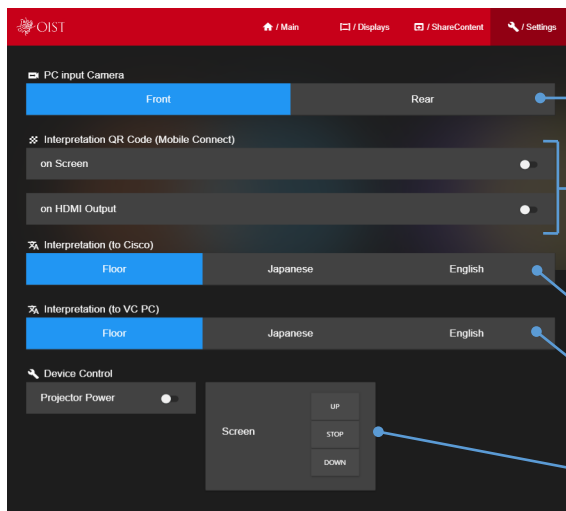 OIST
/ Main
/ Displays
/ ShareContent
/ Settings
PC input Camera
Front
Rear
Interpretation QR Code (Mobile Connect)
on Screen
on HDMI Output
Interpretation (to Cisco)
Floor
Japanese
English
Interpretation (to VC PC)
Floor
Japanese
English
Device Control
Projector Power
Screen
UP
STOP
DOWN